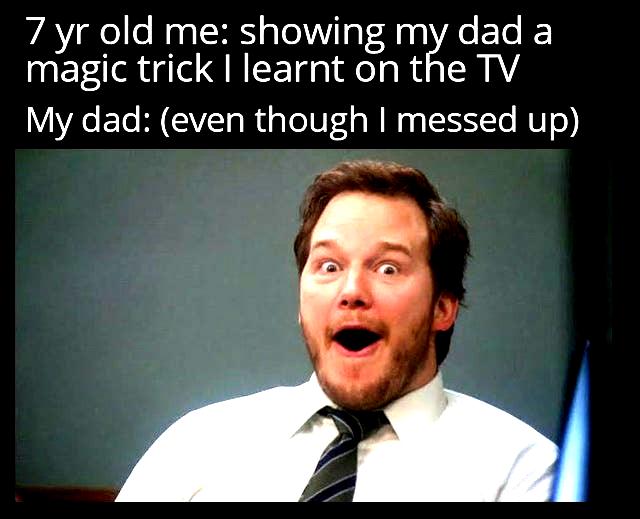 7 yr old me: showing my dad a
magic trick I learnt on the TV
My dad: (even though I messed up)